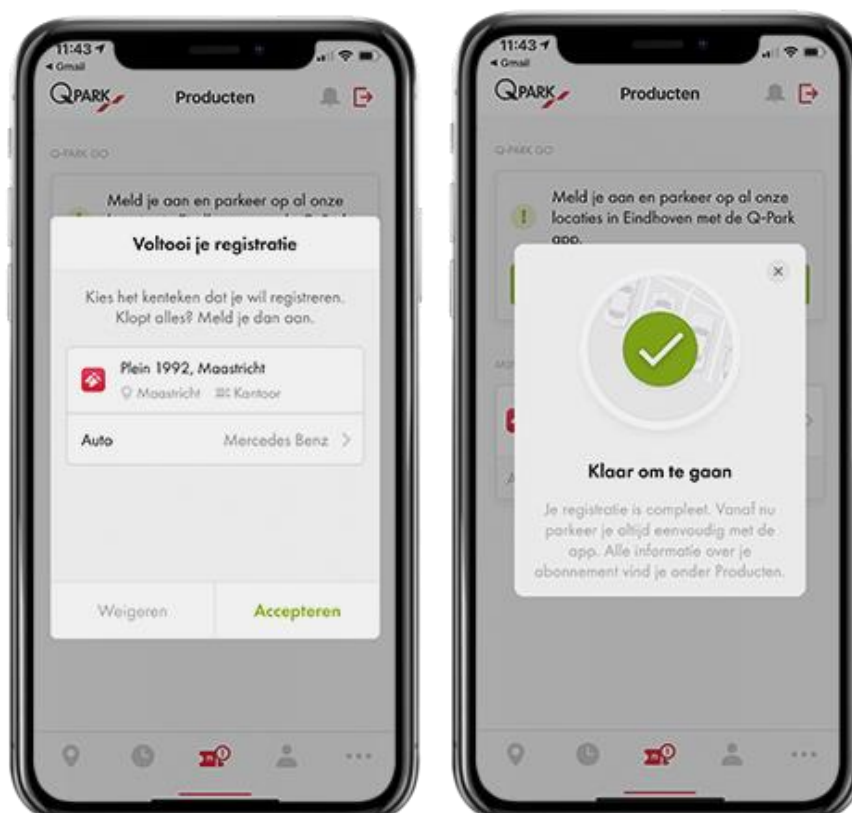 11:43
Gmail
QPARK
Producten
Q-PARK GO
Meld je aan en parkeer op al onze
Voltooi je registratie
Kies het kenteken dat je wil registreren.
Klopt alles? Meld je dan aan.
Plein 1992, Maastricht
Maastricht Kantoor
Auto Mercedes Benz
Weigeren Accepteren
11:43
Gmail
QPARK
Producten
Q-PARK GO
Meld je aan en parkeer op al onze
locaties in Eindhoven met de Q-Park
app.
Klaar om te gaan
Je registratie is compleet. Vanaf nu
parkeer je altijd eenvoudig met de
app. Alle informatie over je
abonnement vind je onder Producten.